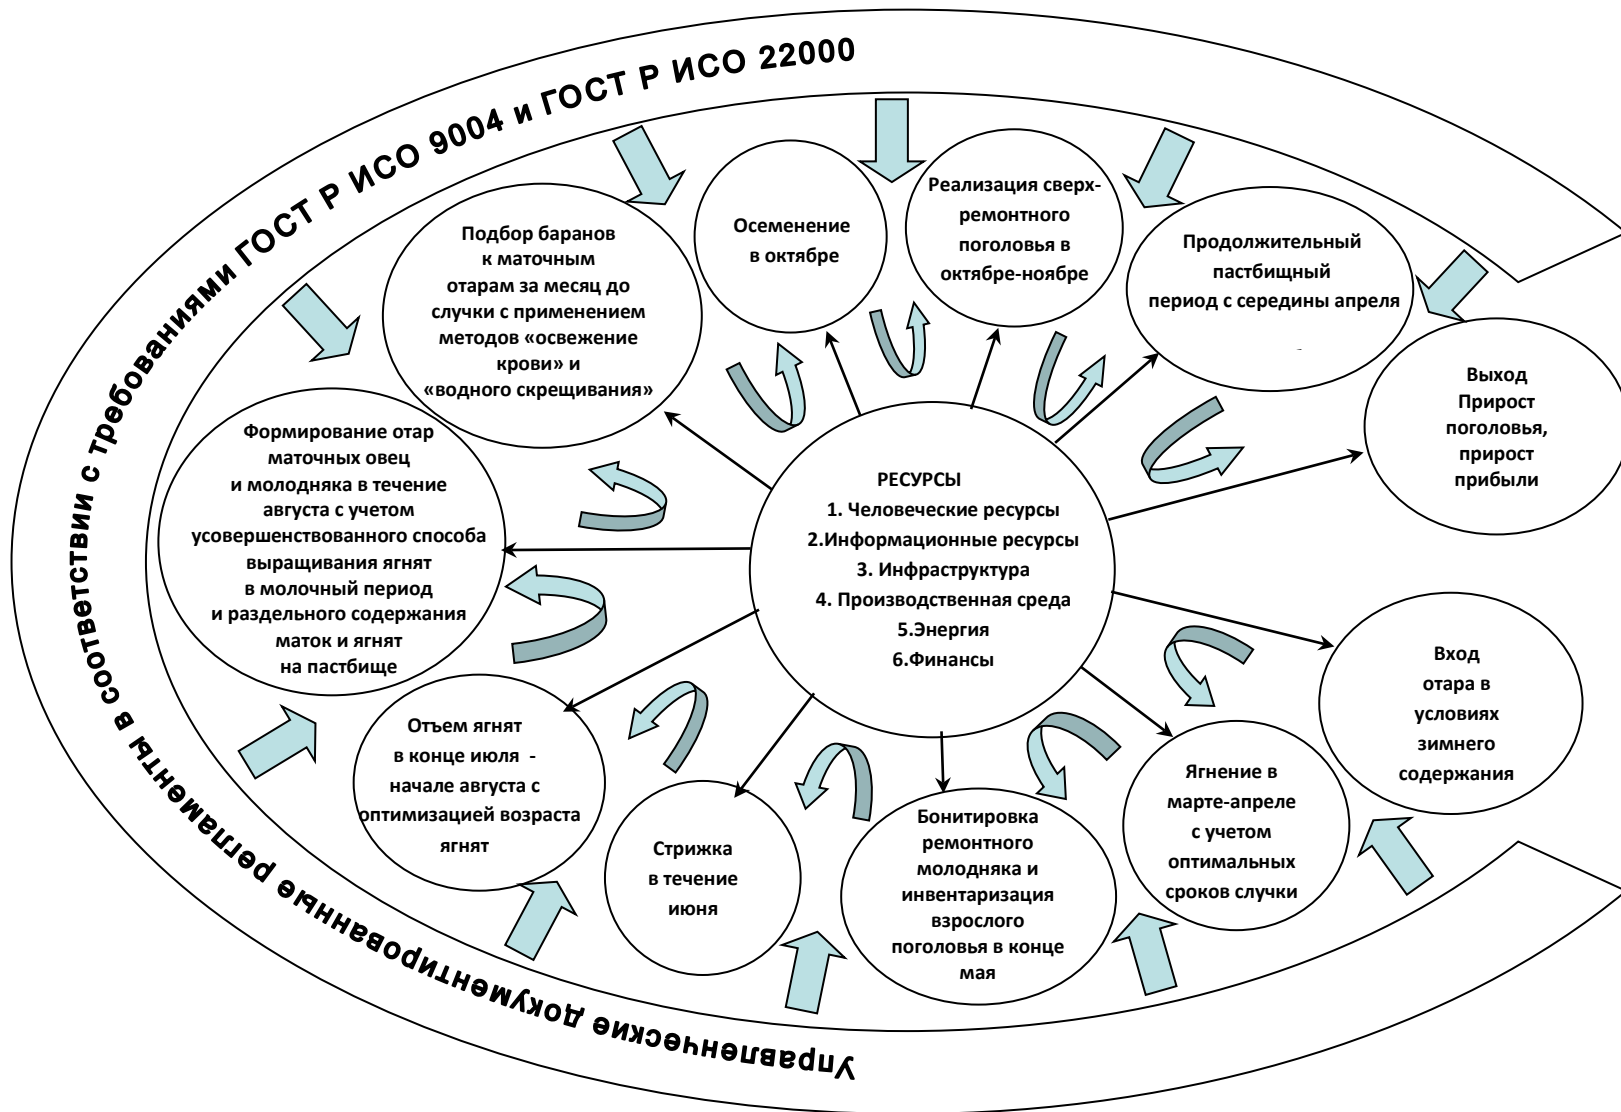 Управленческие документированные регламенты в соответствии с требованиями ГОСТ Р ИСО 9004 и ГОСТ Р ИСО 22000
Подбор баранов
к маточным
отарам за месяц до
случки с применением
методов «освежение
крови» и
«водного скрещивания»
Осеменение
в октябре
Реализация сверх-
ремонтного
поголовья в
октябре-ноябре
Продолжительный
пастбищный
период с середины апреля
Выход
Прирост
поголовья,
прирост
прибыли
Формирование отар
маточных овец
и молодняка в течение
августа с учетом
усовершенствованного способа
выращивания ягнят
в молочный период
и раздельного содержания
маток и ягнят
на пастбище
РЕСУРСЫ
1. Человеческие ресурсы
2.Информационные ресурсы
3. Инфраструктура
4. Производственная среда
5.Энергия
6.Финансы
Вход
отара в
условиях
зимнего
содержания
Отъем ягнят
в конце июля -
начале августа с
оптимизацией возраста
ягнят
Стрижка
в течение
июня
Бонитировка
ремонтного
молодняка и
инвентаризация
взрослого
поголовья в конце
мая
Ягнение в
марте-апреле
с учетом
оптимальных
сроков случки